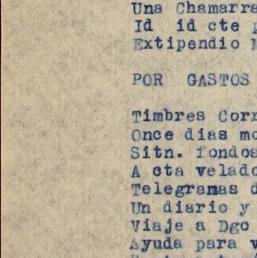 Una Chamarra
Id id cte
Extipendio
POR GASTOS
Timbres Corr
Once dias mo
Sitn. fondos
A cta velado
Telegramas d
Un diario y
Viaje a Dgo
Ayuda para v